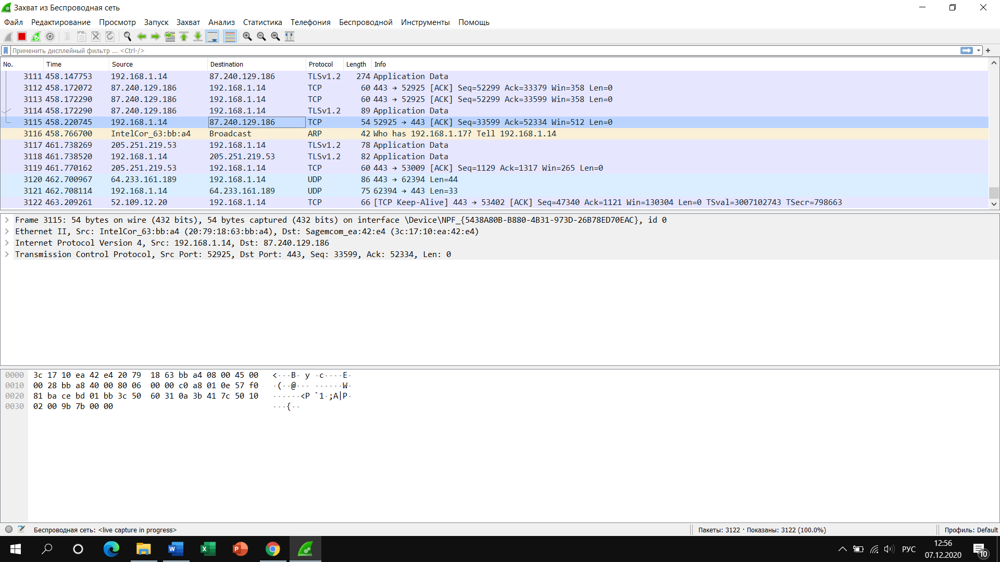 Захват из Беспроводная сеть
Файл Редактирование Просмотр Запуск Захват Анализ Статистика Телефония Беспроводной Инструменты Помощь
Применить дисплейный фильтр ... <Ctrl-/>
No. Time Source Destination Protocol Length Info
3111 458.147753 192.168.1.14 87.240.129.186 TLSv1.2 274 Application Data
3112 458.172072 87.240.129.186 192.168.1.14 TCP 60 443 → 52925 [ACK] Seq=52299 Ack=33379 Win=358 Len=0
3113 458.172290 87.240.129.186 192.168.1.14 TCP 60 443 → 52925 [ACK] Seq=52299 Ack=33599 Win=358 Len=0
3114 458.172290 87.240.129.186 192.168.1.14 TLSv1.2 89 Application Data
3115 458.220745 192.168.1.14 87.240.129.186 TCP 54 52925 → 443 [ACK] Seq=33599 Ack=52334 Win=512 Len=0
3116 458.766700 IntelCor_63:bb:a4 Broadcast ARP 42 Who has 192.168.1.17? Tell 192.168.1.14
3117 461.738269 205.251.219.53 192.168.1.14 TLSv1.2 78 Application Data
3118 461.738520 192.168.1.14 205.251.219.53 TLSv1.2 82 Application Data
3119 461.770162 205.251.219.53 192.168.1.14 TCP 60 443 → 53009 [ACK] Seq=1129 Ack=1317 Win=265 Len=0
3120 462.700967 64.233.161.189 192.168.1.14 UDP 86 443 → 62394 Len=44
3121 462.708114 192.168.1.14 64.233.161.189 UDP 75 62394 → 443 Len=33
3122 463.209261 52.109.12.20 192.168.1.14 TCP 66 [TCP Keep-Alive] 443 → 53402 [ACK] Seq=47340 Ack=1121 Win=130304 Len=0 TSval=3007102743 TSecr=798663
Frame 3115: 54 bytes on wire (432 bits), 54 bytes captured (432 bits) on interface \Device\NPF_{5438A80B-B880-4B31-973D-26B78ED70EAC}, id 0
Ethernet II, Src: IntelCor_63:bb:a4 (20:79:18:63:bb:a4), Dst: Sagemcom_ea:42:e4 (3c:17:10:ea:42:e4)
Internet Protocol Version 4, Src: 192.168.1.14, Dst: 87.240.129.186
Transmission Control Protocol, Src Port: 52925, Dst Port: 443, Seq: 33599, Ack: 52334, Len: 0
0000 3c 17 10 ea 42 e4 20 79 18 63 bb a4 08 00 45 00 <···B· y ·c····E·
0010 00 28 bb a8 40 00 80 06 00 00 c0 a8 01 0e 57 f0 ·(··@··· ······W·
0020 81 ba ce bd 01 bb 3c 50 60 31 0a 3b 41 7c 50 10 ······<P `1·;A|P·
0030 02 00 9b 7b 00 00 ···{··
Беспроводная сеть: <live capture in progress>
Пакеты: 3122 · Показаны: 3122 (100.0%)
Профиль: Default
РУС
12:56
07.12.2020
10